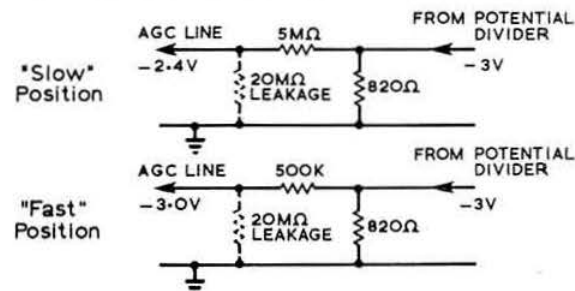 AGC LINE
5MΩ
FROM POTENTIAL
DIVIDER
−2.4V
−3V
"Slow"
Position
20MΩ
LEAKAGE
820Ω
AGC LINE
500K
FROM POTENTIAL
DIVIDER
−3.0V
−3V
"Fast"
Position
20MΩ
LEAKAGE
820Ω